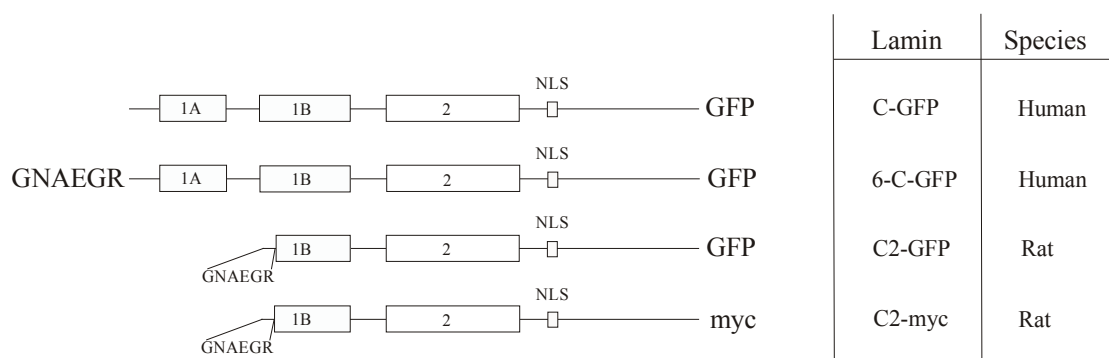 Lamin Species
NLS
1A 1B 2 GFP C-GFP Human
NLS
GNAEGR 1A 1B 2 GFP 6-C-GFP Human
NLS
1B 2 GFP C2-GFP Rat
GNAEGR
NLS
1B 2 myc C2-myc Rat
GNAEGR